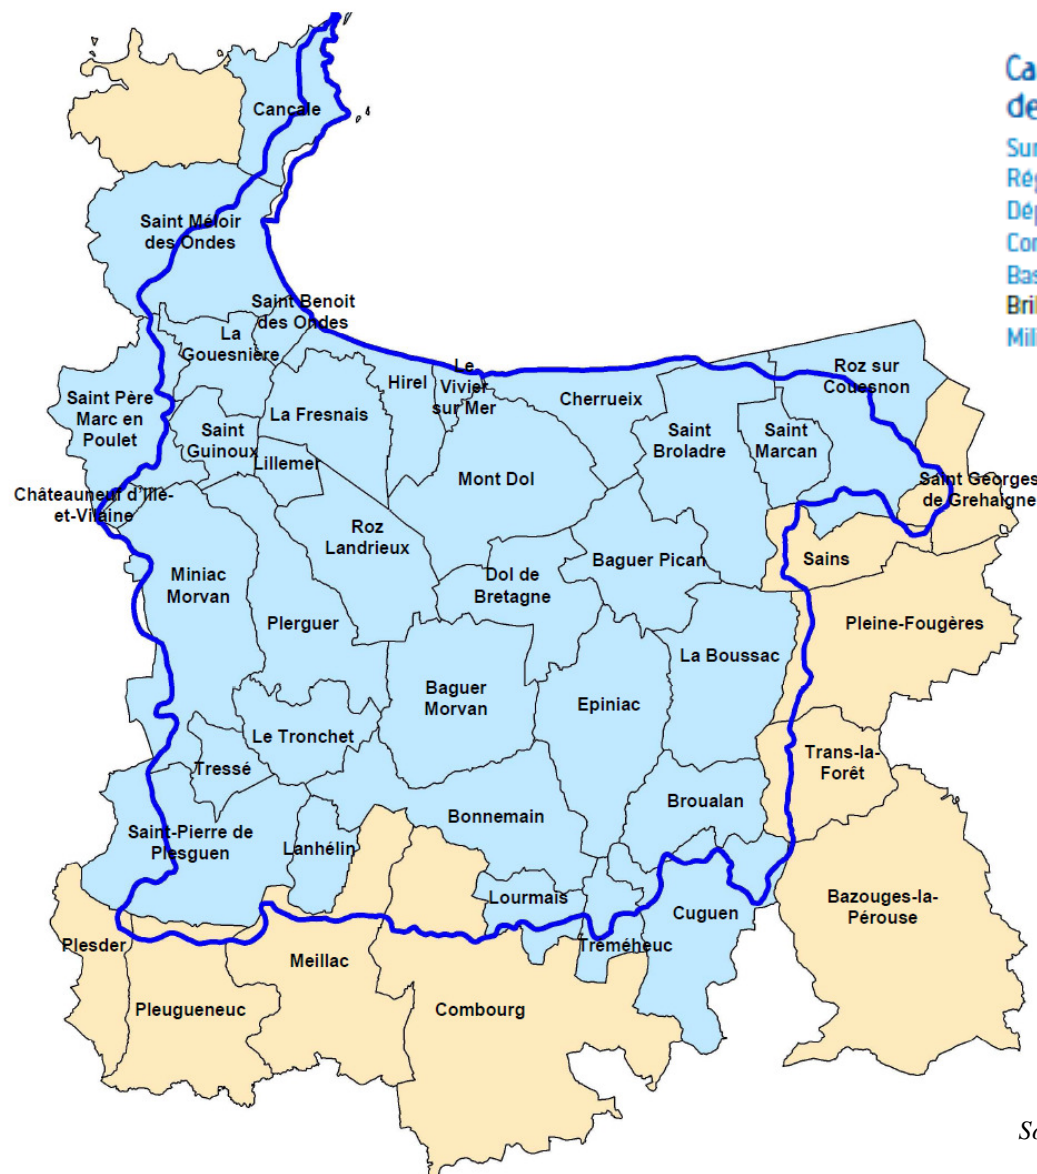 Cancale
Saint Méloir
des Ondes
Saint Benoit
des Ondes
La
Gouesnière
Saint Père
Marc en
Poulet
Saint
Guinoux
La Fresnais
Lillemer
Hirel
Le
Vivier
sur Mer
Cherrueix
Roz sur
Couesnon
Saint
Broladre
Saint
Marcan
Mont Dol
Châteauneuf d'Ille-
et-Vilaine
Saint Georges
de Grehaigne
Roz
Landrieux
Miniac
Morvan
Dol de
Bretagne
Baguer Pican
Sains
Plerguer
Pleine-Fougères
La Boussac
Baguer
Morvan
Epiniac
Le Tronchet
Tressé
Trans-la-
Forêt
Broualan
Bonnemain
Saint-Pierre de
Plesguen
Lanhélin
Lourmais
Cuguen
Bazouges-la-
Pérouse
Plesder
Meillac
Treméheuc
Pleugueneuc
Combourg